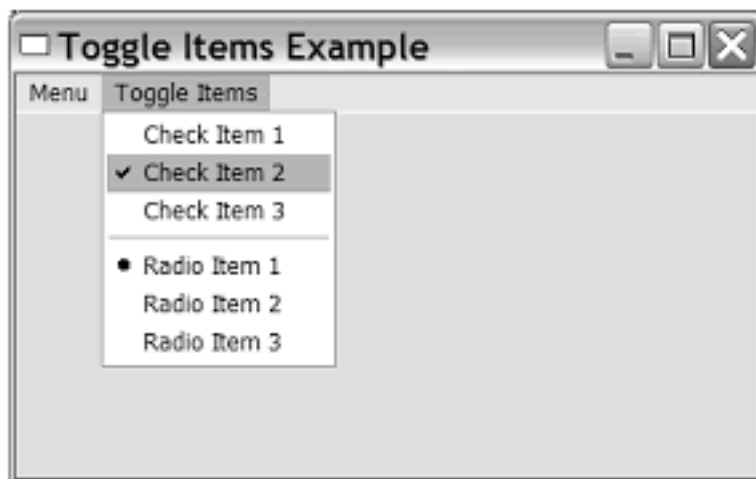 Toggle Items Example
Menu Toggle Items
Check Item 1
Check Item 2
Check Item 3
Radio Item 1
Radio Item 2
Radio Item 3